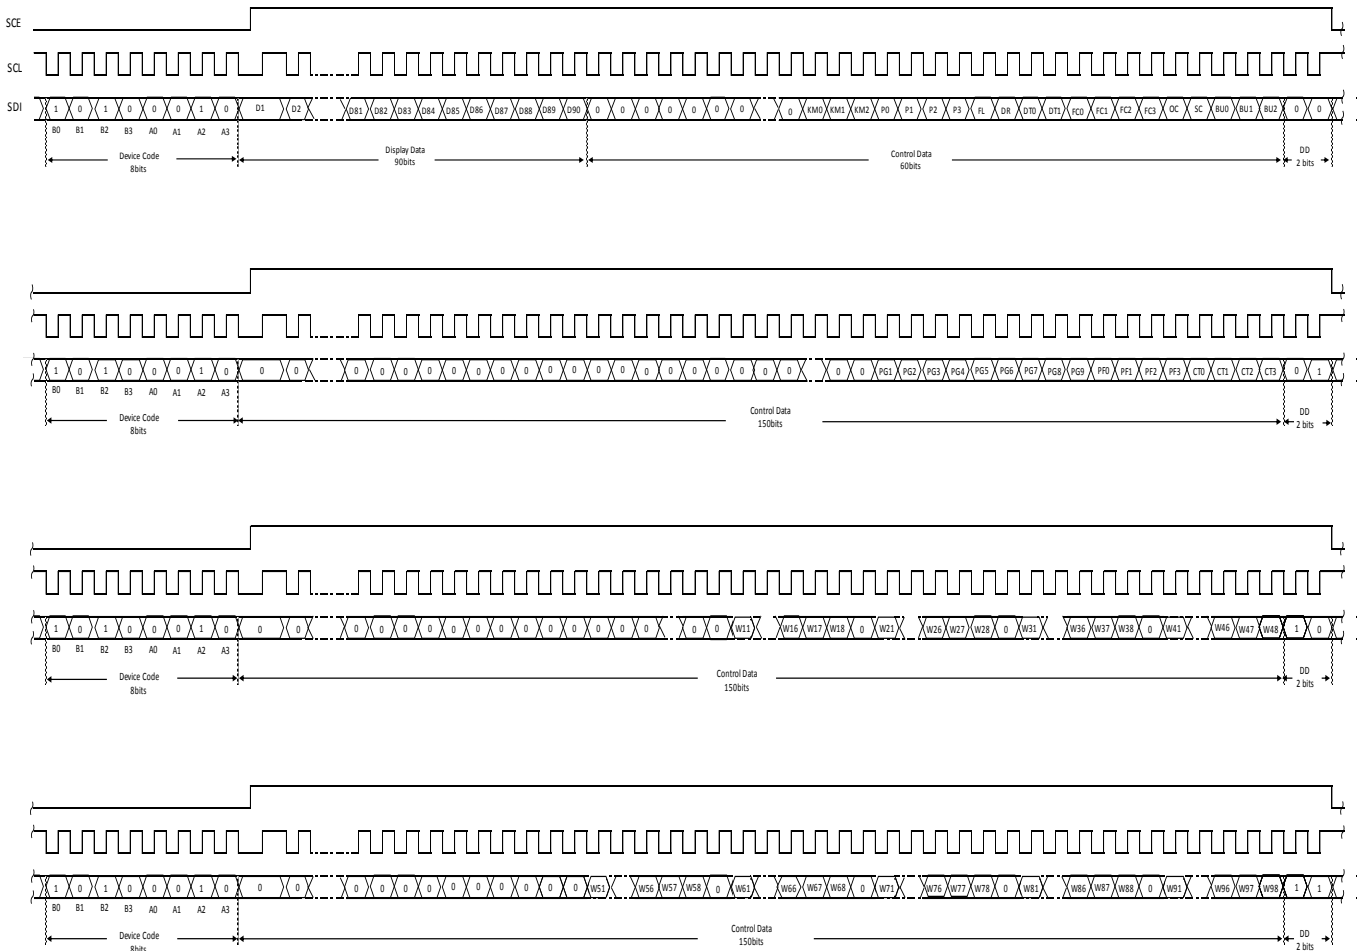 SCE
SCL
SDI 1 0 1 0 0 0 1 0 D1 D2 D81 D82 D83 D84 D85 D86 D87 D88 D89 D90 0 0 0 0 0 0 0 0 KM0 KM1 KM2 P0 P1 P2 P3 FL DR DT0 DT1 FC0 FC1 FC2 FC3 OC SC BU0 BU1 BU2 0 0
B0 B1 B2 B3 A0 A1 A2 A3
Device Code Display Data Control Data DD
8bits 90bits 60bits 2 bits
1 0 1 0 0 0 1 0 0 0 0 0 0 0 0 0 0 0 0 0 0 0 0 0 0 0 0 0 0 0 0 PG1 PG2 PG3 PG4 PG5 PG6 PG7 PG8 PG9 PF0 PF1 PF2 PF3 CT0 CT1 CT2 CT3 0 1
B0 B1 B2 B3 A0 A1 A2 A3
Device Code Control Data DD
8bits 150bits 2 bits
1 0 1 0 0 0 1 0 0 0 0 0 0 0 0 0 0 0 0 0 0 0 0 0 0 0 W11 W16 W17 W18 0 W21 W26 W27 W28 0 W31 W36 W37 W38 0 W41 W46 W47 W48 1 0
B0 B1 B2 B3 A0 A1 A2 A3
Device Code Control Data DD
8bits 150bits 2 bits
1 0 1 0 0 0 1 0 0 0 0 0 0 0 0 0 0 0 0 0 W51 W56 W57 W58 0 W61 W66 W67 W68 0 W71 W76 W77 W78 0 W81 W86 W87 W88 0 W91 W96 W97 W98 1 1
B0 B1 B2 B3 A0 A1 A2 A3
Device Code Control Data DD
8bits 150bits 2 bits